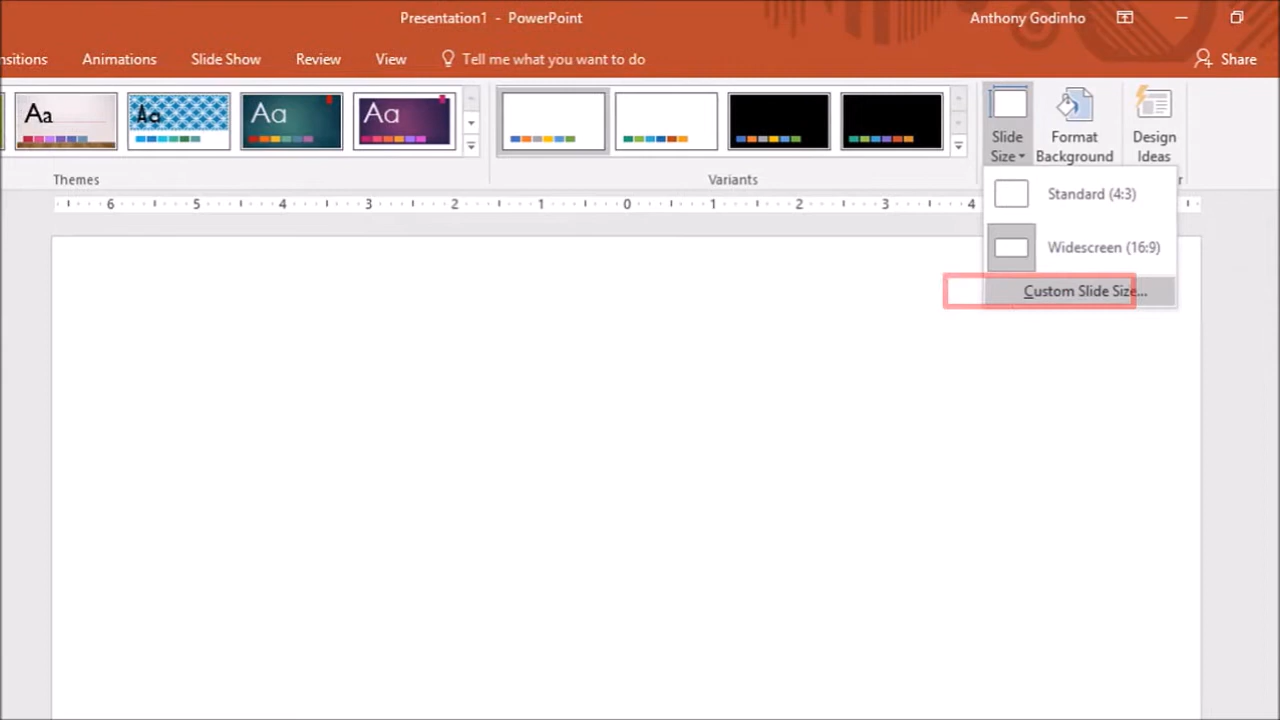 Presentation1 - PowerPoint
Anthony Godinho
nsitions Animations Slide Show Review View Tell me what you want to do Share
Aa Aa Aa Aa
Slide Size
Format Background
Design Ideas
Themes Variants r
6 5 4 3 2 1 0 1 2 3 4
Standard (4:3)
Widescreen (16:9)
Custom Slide Size...